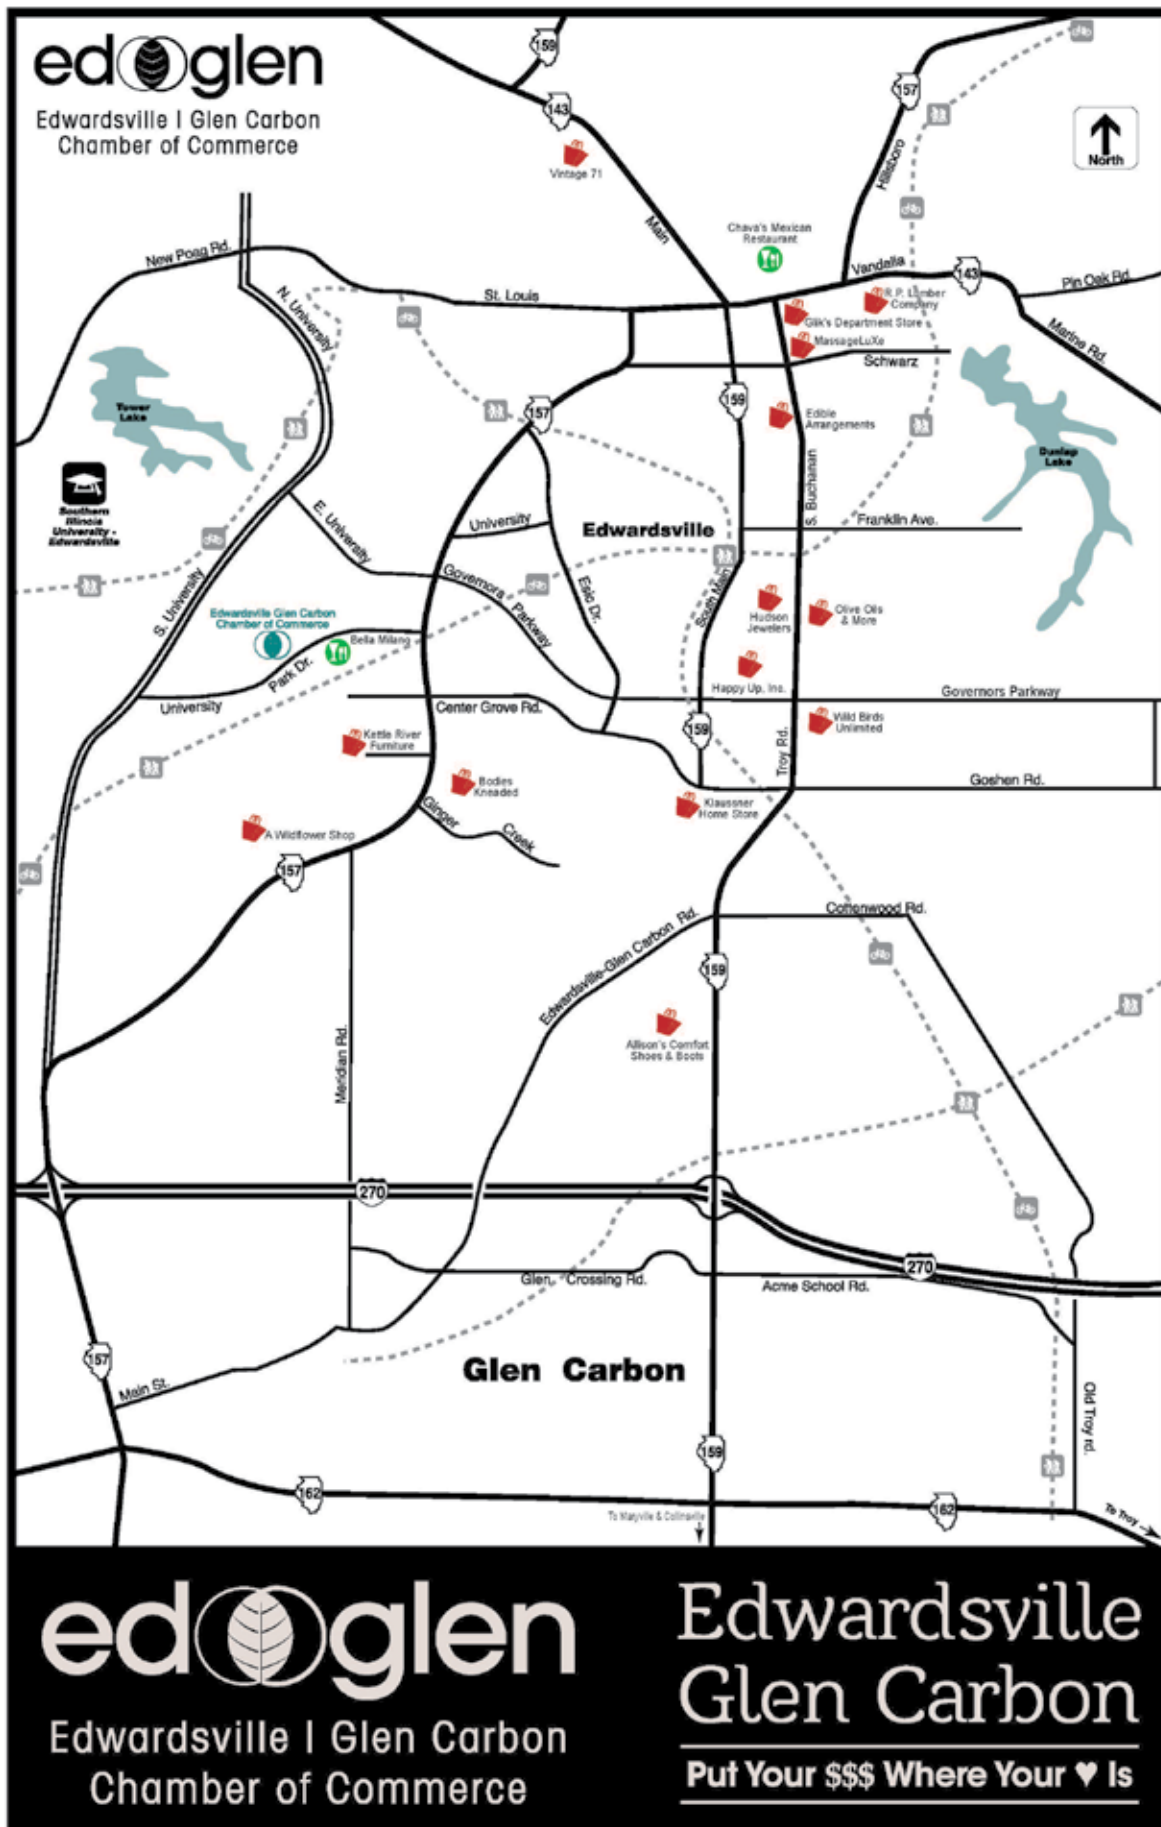 ed glen
Edwardsville | Glen Carbon
Chamber of Commerce
159
143
157
North
Vintage 71
Hillsboro
Main
Chava's Mexican
Restaurant
New Poag Rd.
Vandalia
143
Pin Oak Rd
N. University
St. Louis
R.P. Lumber
Company
Glik's Department Store
Marine Rd.
MassageLuXe
Schwarz
Tower
Lake
157
159
Edible
Arrangements
Dunlap
Lake
S. Buchanan
Southern
Illinois
University -
Edwardsville
E. University
University
Edwardsville
Franklin Ave.
S. University
Governors Parkway
Esic Dr.
South Main
Edwardsville Glen Carbon
Chamber of Commerce
Hudson
Jewelers
Olive Oils
& More
Bella Milano
Park Dr.
University
Happy Up, Inc.
Governors Parkway
Center Grove Rd.
159
Wild Birds
Unlimited
Kettle River
Furniture
Troy Rd.
Bodies
Kneaded
Goshen Rd.
Ginger Creek
Klaussner
Home Store
A Wildflower Shop
157
Cottonwood Rd.
Edwardsville-Glen Carbon Rd.
159
Allison's Comfort
Shoes & Boots
Meridian Rd.
270
270
Glen Crossing Rd.
Acme School Rd.
157
Glen Carbon
Main St.
Old Troy rd.
159
162
162
To Maryville & Collinsville
To Troy
ed glen
Edwardsville | Glen Carbon
Chamber of Commerce
Edwardsville
Glen Carbon
Put Your $$$ Where Your ♥ Is